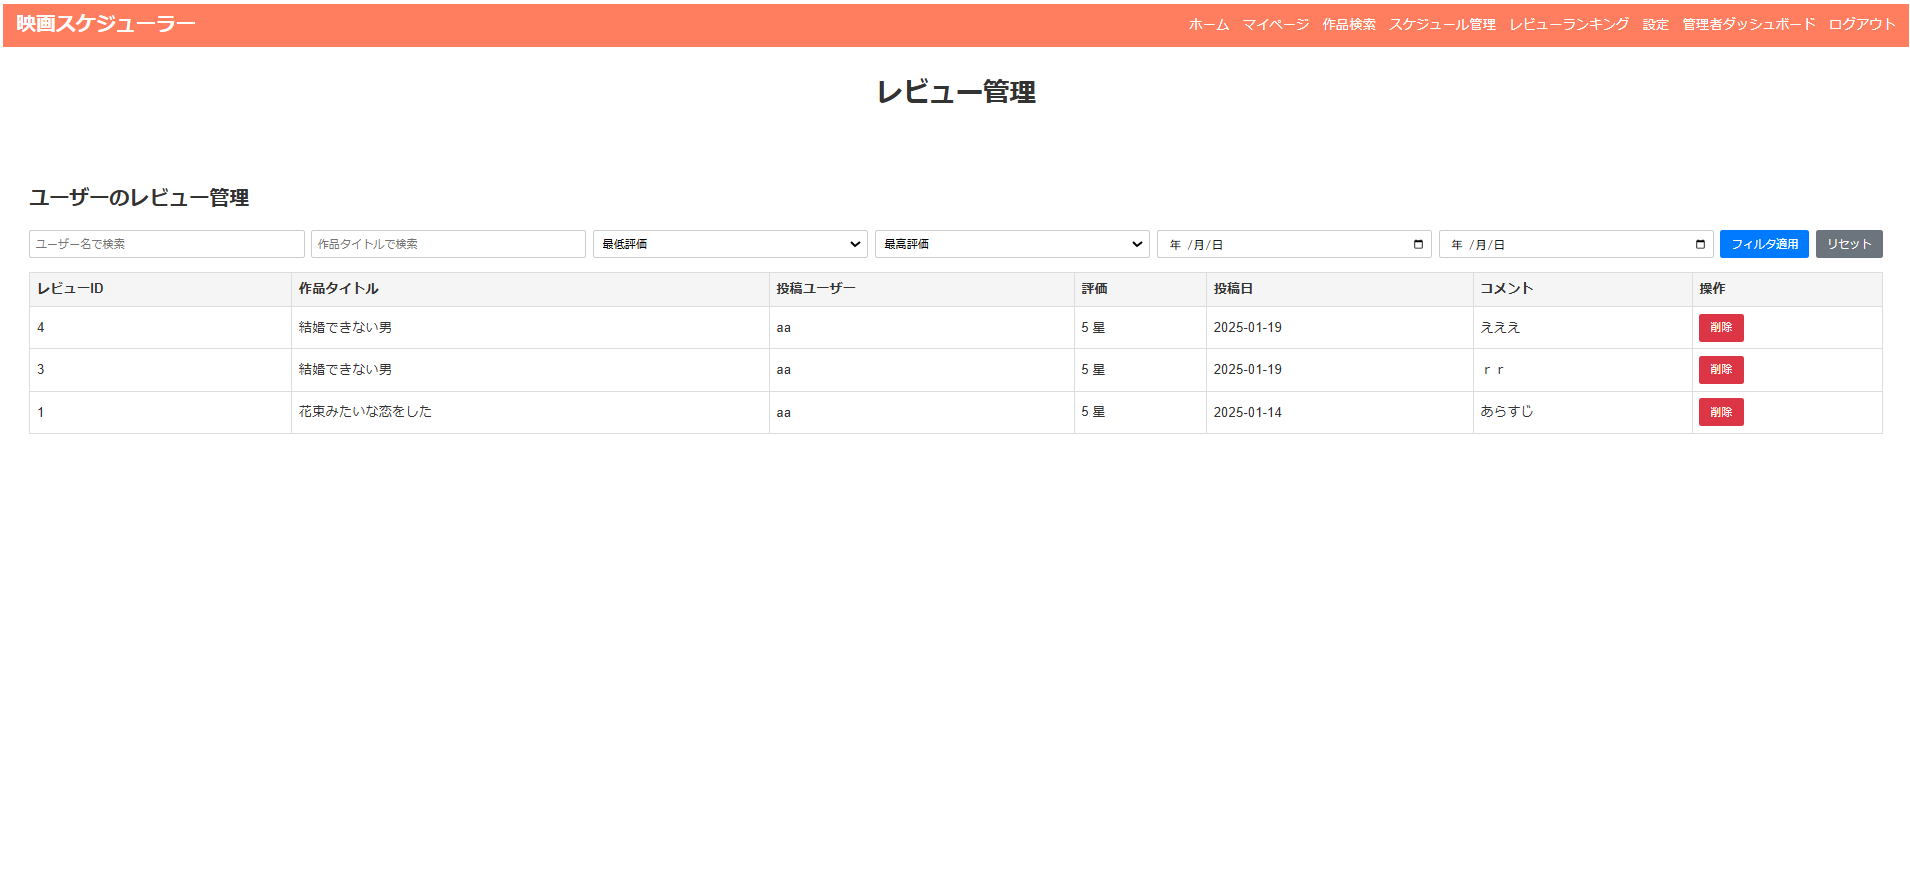 映画スケジューラー
ホーム マイページ 作品検索 スケジュール管理 レビューランキング 設定 管理者ダッシュボード ログアウト
レビュー管理
ユーザーのレビュー管理
ユーザー名で検索 作品タイトルで検索 最低評価 最高評価 年 /月/日 年 /月/日 フィルタ適用 リセット
レビューID 作品タイトル 投稿ユーザー 評価 投稿日 コメント 操作
4 結婚できない男 aa 5 星 2025-01-19 えええ 削除
3 結婚できない男 aa 5 星 2025-01-19 ｒｒ 削除
1 花束みたいな恋をした aa 5 星 2025-01-14 あらすじ 削除